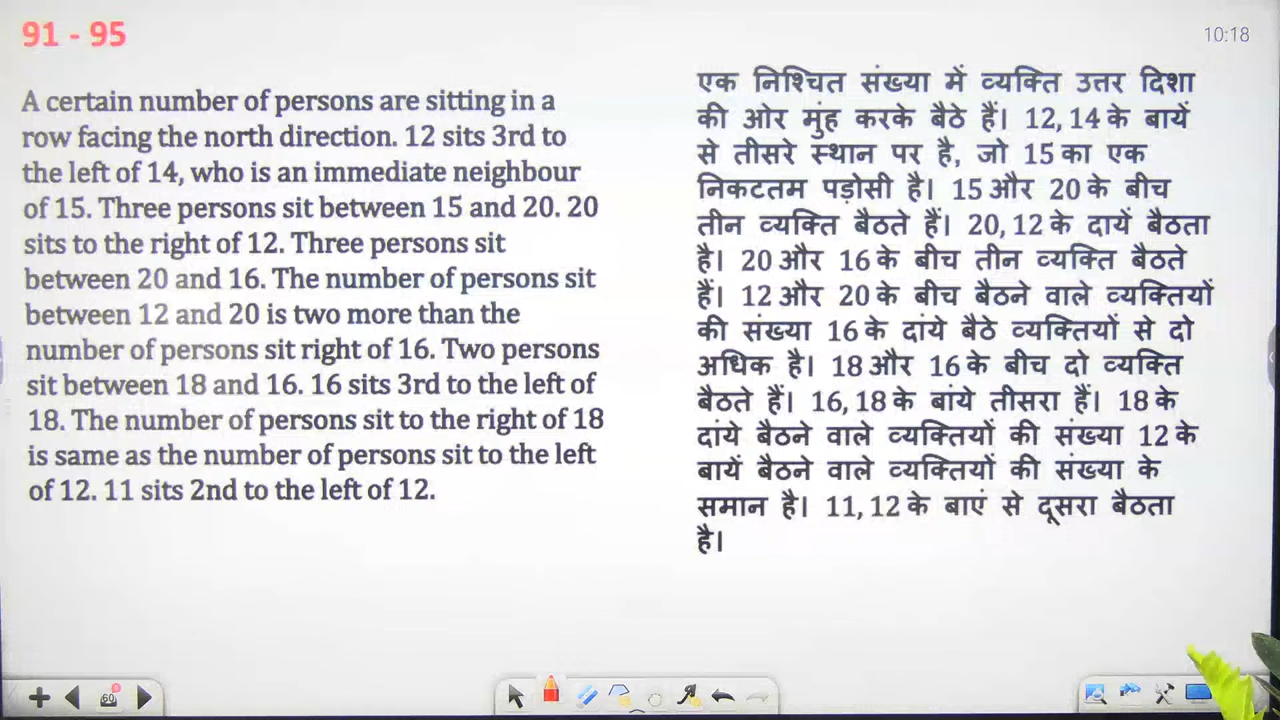 91 - 95
10:18
A certain number of persons are sitting in a
row facing the north direction. 12 sits 3rd to
the left of 14, who is an immediate neighbour
of 15. Three persons sit between 15 and 20. 20
sits to the right of 12. Three persons sit
between 20 and 16. The number of persons sit
between 12 and 20 is two more than the
number of persons sit right of 16. Two persons
sit between 18 and 16. 16 sits 3rd to the left of
18. The number of persons sit to the right of 18
is same as the number of persons sit to the left
of 12. 11 sits 2nd to the left of 12.
एक निश्चित संख्या में व्यक्ति उत्तर दिशा
की ओर मुंह करके बैठे हैं। 12, 14 के बायें
से तीसरे स्थान पर है, जो 15 का एक
निकटतम पड़ोसी है। 15 और 20 के बीच
तीन व्यक्ति बैठते हैं। 20, 12 के दायें बैठता
है। 20 और 16 के बीच तीन व्यक्ति बैठते
हैं। 12 और 20 के बीच बैठने वाले व्यक्तियों
की संख्या 16 के दांये बैठे व्यक्तियों से दो
अधिक है। 18 और 16 के बीच दो व्यक्ति
बैठते हैं। 16, 18 के बांये तीसरा हैं। 18 के
दांये बैठने वाले व्यक्तियों की संख्या 12 के
बायें बैठने वाले व्यक्तियों की संख्या के
समान है। 11, 12 के बाएं से दूसरा बैठता
है।
60